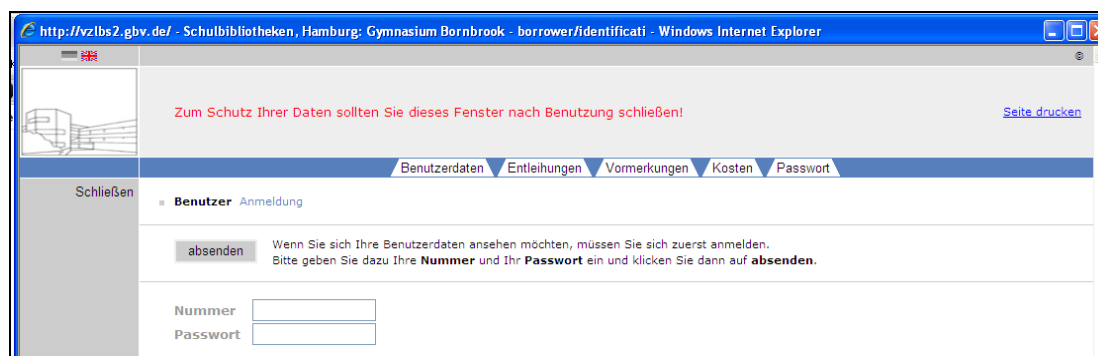 http://vzlbs2.gbv.de/ - Schulbibliotheken, Hamburg: Gymnasium Bornbrook - borrower/identificati - Windows Internet Explorer
©
Zum Schutz Ihrer Daten sollten Sie dieses Fenster nach Benutzung schließen!
Seite drucken
Benutzerdaten Entleihungen Vormerkungen Kosten Passwort
Schließen
Benutzer Anmeldung
absenden
Wenn Sie sich Ihre Benutzerdaten ansehen möchten, müssen Sie sich zuerst anmelden.
Bitte geben Sie dazu Ihre Nummer und Ihr Passwort ein und klicken Sie dann auf absenden.
Nummer
Passwort